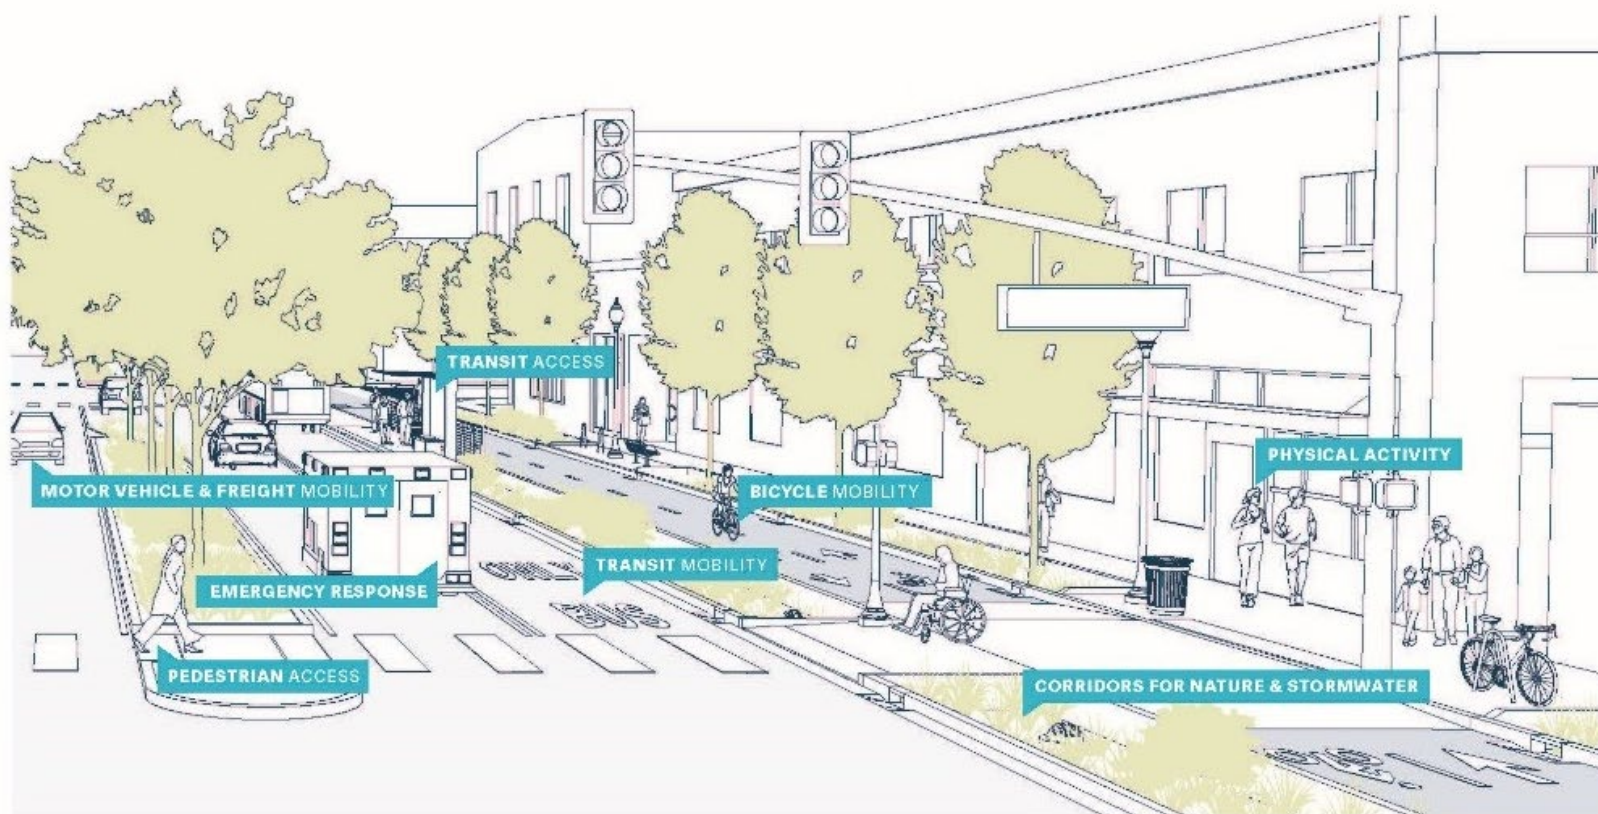 TRANSIT ACCESS
PHYSICAL ACTIVITY
MOTOR VEHICLE & FREIGHT MOBILITY
BICYCLE MOBILITY
TRANSIT MOBILITY
EMERGENCY RESPONSE
BUS
PEDESTRIAN ACCESS
CORRIDORS FOR NATURE & STORMWATER